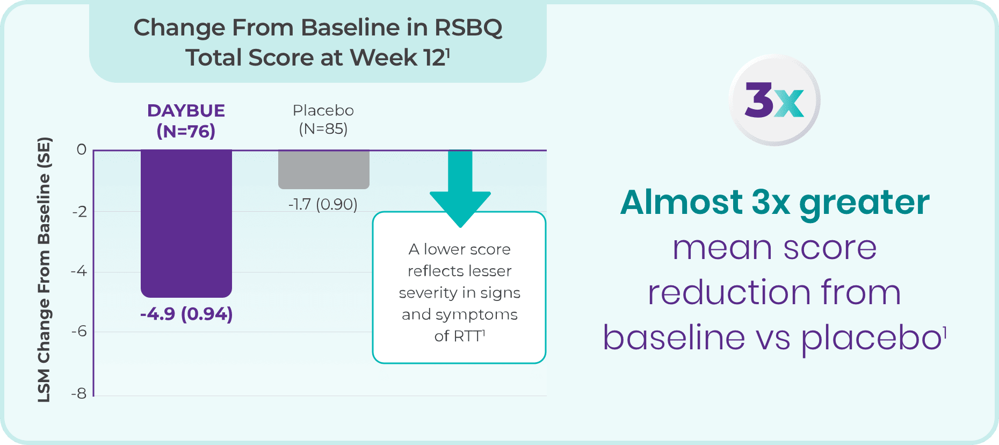 Change From Baseline in RSBQ
Total Score at Week 12¹
DAYBUE
(N=76)
Placebo
(N=85)
LSM Change From Baseline (SE)
0
-2
-4
-6
-8
-4.9 (0.94)
-1.7 (0.90)
A lower score
reflects lesser
severity in signs
and symptoms
of RTT¹
3x
Almost 3x greater
mean score
reduction from
baseline vs placebo¹